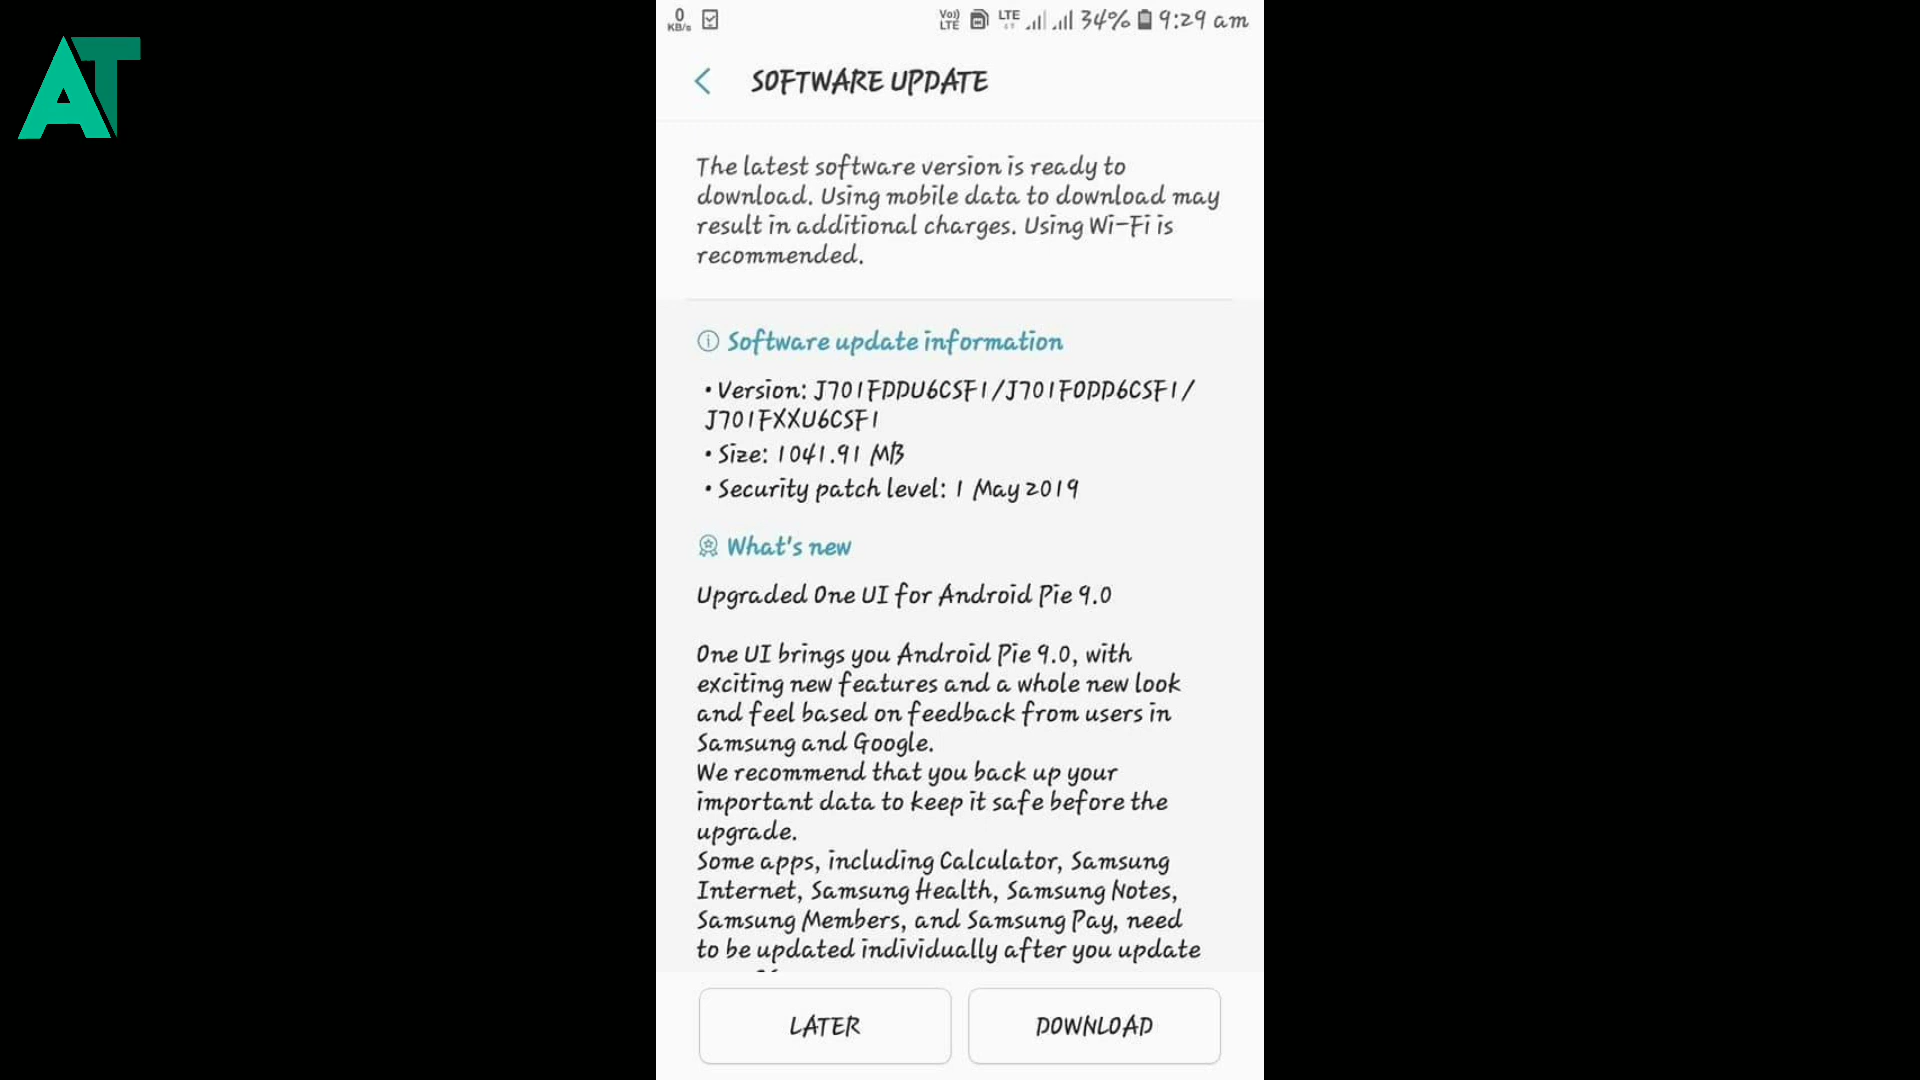 AT
0
KB/s
Vo))
LTE
LTE
34%
9:29 am
SOFTWARE UPDATE
The latest software version is ready to
download. Using mobile data to download may
result in additional charges. Using Wi-Fi is
recommended.
Software update information
• Version: J701FDDU6CSF1/J701FODD6CSF1/
J701FXXU6CSF1
• Size: 1041.91 MB
• Security patch level: 1 May 2019
What's new
Upgraded One UI for Android Pie 9.0
One UI brings you Android Pie 9.0, with
exciting new features and a whole new look
and feel based on feedback from users in
Samsung and Google.
We recommend that you back up your
important data to keep it safe before the
upgrade.
Some apps, including Calculator, Samsung
Internet, Samsung Health, Samsung Notes,
Samsung Members, and Samsung Pay, need
to be updated individually after you update
LATER
DOWNLOAD